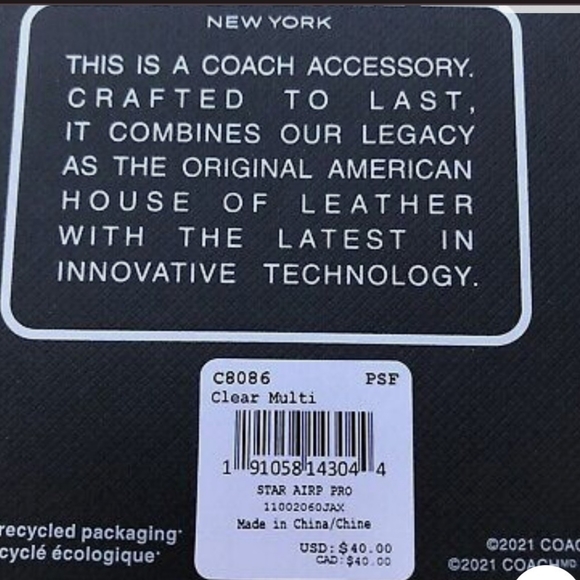 NEW YORK
THIS IS A COACH ACCESSORY.
CRAFTED TO LAST,
IT COMBINES OUR LEGACY
AS THE ORIGINAL AMERICAN
HOUSE OF LEATHER
WITH THE LATEST IN
INNOVATIVE TECHNOLOGY.
C8086 PSF
Clear Multi
1 91058 14304 4
STAR AIRP PRO
11002060JAX
Made in China/Chine
USD:$40.00
CAD:$40.00
recycled packaging*
cyclé écologique*
©2021 COAC
©2021 COACHMD